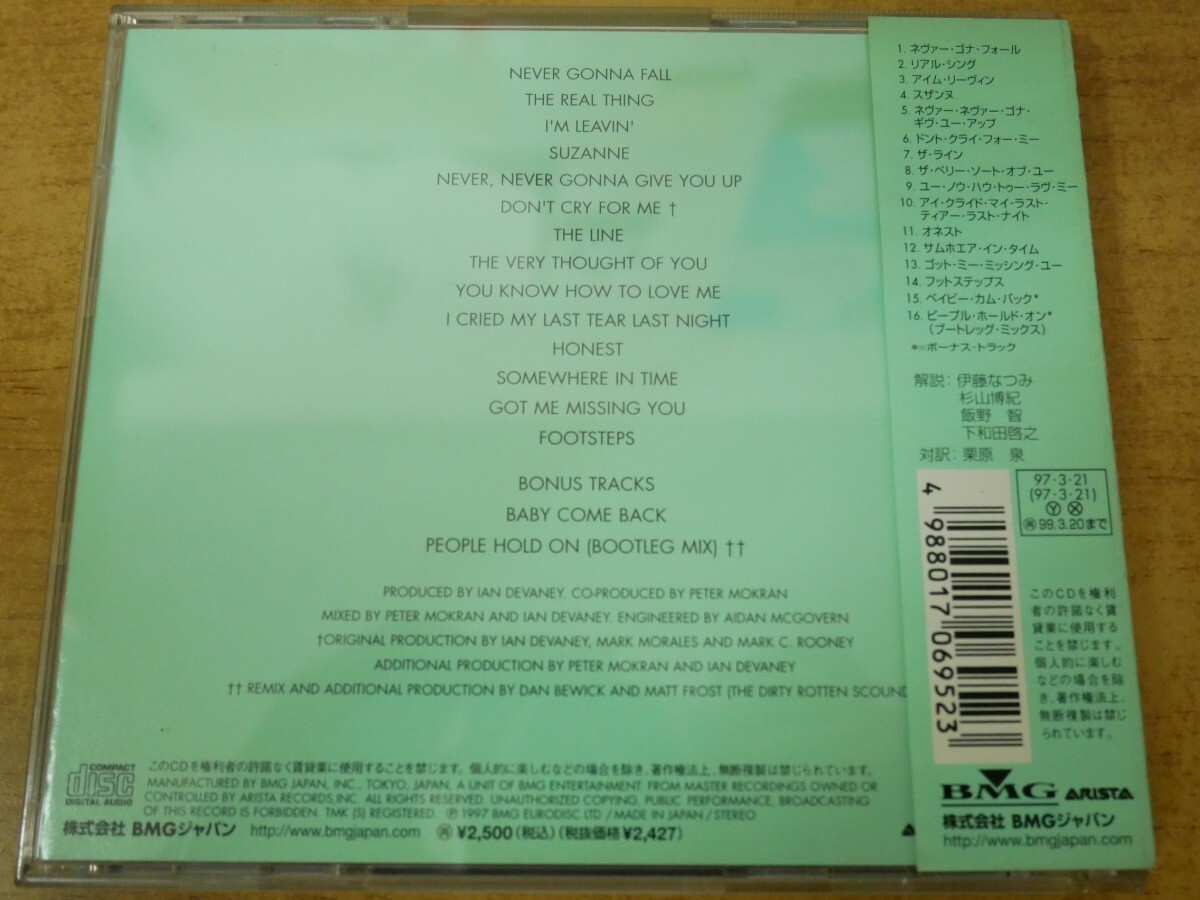 NEVER GONNA FALL
THE REAL THING
I'M LEAVIN'
SUZANNE
NEVER, NEVER GONNA GIVE YOU UP
DON'T CRY FOR ME †
THE LINE
THE VERY THOUGHT OF YOU
YOU KNOW HOW TO LOVE ME
I CRIED MY LAST TEAR LAST NIGHT
HONEST
SOMEWHERE IN TIME
GOT ME MISSING YOU
FOOTSTEPS
BONUS TRACKS
BABY COME BACK
PEOPLE HOLD ON (BOOTLEG MIX) ††
PRODUCED BY IAN DEVANEY. CO-PRODUCED BY PETER MOKRAN
MIXED BY PETER MOKRAN AND IAN DEVANEY. ENGINEERED BY AIDAN MCGOVERN
†ORIGINAL PRODUCTION BY IAN DEVANEY, MARK MORALES AND MARK C. ROONEY
ADDITIONAL PRODUCTION BY PETER MOKRAN AND IAN DEVANEY
†† REMIX AND ADDITIONAL PRODUCTION BY DAN BEWICK AND MATT FROST (THE DIRTY ROTTEN SCOUND
COMPACT
disc
DIGITAL AUDIO
このCDを権利者の許諾なく賃貸業に使用することを禁じます。個人的に楽しむなどの場合を除き、著作権法上、無断複製は禁じられています。
MANUFACTURED BY BMG JAPAN, INC., TOKYO, JAPAN, A UNIT OF BMG ENTERTAINMENT. FROM MASTER RECORDINGS OWNED OR
CONTROLLED BY ARISTA RECORDS,INC. ALL RIGHTS RESERVED. UNAUTHORIZED COPYING, PUBLIC PERFORMANCE, BROADCASTING
OF THIS RECORD IS FORBIDDEN. TMK (S) REGISTERED. Ⓟ 1997 BMG EURODISC LTD / MADE IN JAPAN / STEREO
株式会社 BMGジャパン http://www.bmgjapan.com ㊢ ¥2,500(税込)(税抜価格 ¥2,427)
1. ネヴァー・ゴナ・フォール
2. リアル・シング
3. アイム・リーヴィン
4. スザンヌ
5. ネヴァー・ネヴァー・ゴナ・
ギヴ・ユー・アップ
6. ドント・クライ・フォー・ミー
7. ザ・ライン
8. ザ・ベリー・ソート・オブ・ユー
9. ユー・ノウ・ハウ・トゥー・ラヴ・ミー
10. アイ・クライド・マイ・ラスト・
ティアー・ラスト・ナイト
11. オネスト
12. サムホエア・イン・タイム
13. ゴット・ミー・ミッシング・ユー
14. フットステップス
15. ベイビー・カム・バック*
16. ピープル・ホールド・オン*
(ブートレッグ・ミックス)
*=ボーナス・トラック
解説: 伊藤なつみ
杉山博紀
飯野 智
下和田啓之
対訳: 栗原 泉
97・3・21
(97・3・21)
Ⓨ Ⓧ
㊢ 99.3.20まで
4 988017 069523
このCDを権利
者の許諾なく賃
貸業に使用する
ことを禁じます。
個人的に楽しむ
などの場合を除
き、著作権法上、
無断複製は禁じ
られています。
BMG ARISTA
株式会社 BMGジャパン
http://www.bmgjapan.com